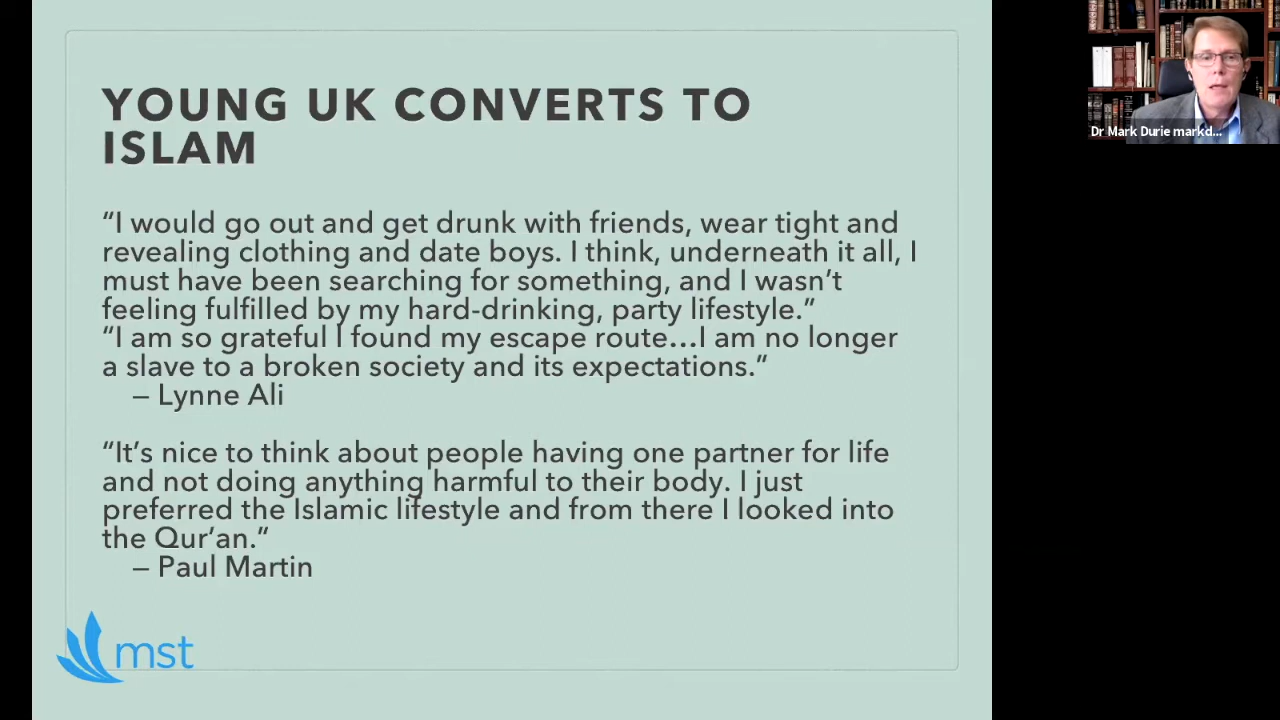 YOUNG UK CONVERTS TO
ISLAM
“I would go out and get drunk with friends, wear tight and
revealing clothing and date boys. I think, underneath it all, I
must have been searching for something, and I wasn’t
feeling fulfilled by my hard-drinking, party lifestyle.”
“I am so grateful I found my escape route…I am no longer
a slave to a broken society and its expectations.”
– Lynne Ali
“It’s nice to think about people having one partner for life
and not doing anything harmful to their body. I just
preferred the Islamic lifestyle and from there I looked into
the Qur’an.“
– Paul Martin
mst
Dr Mark Durie markd...